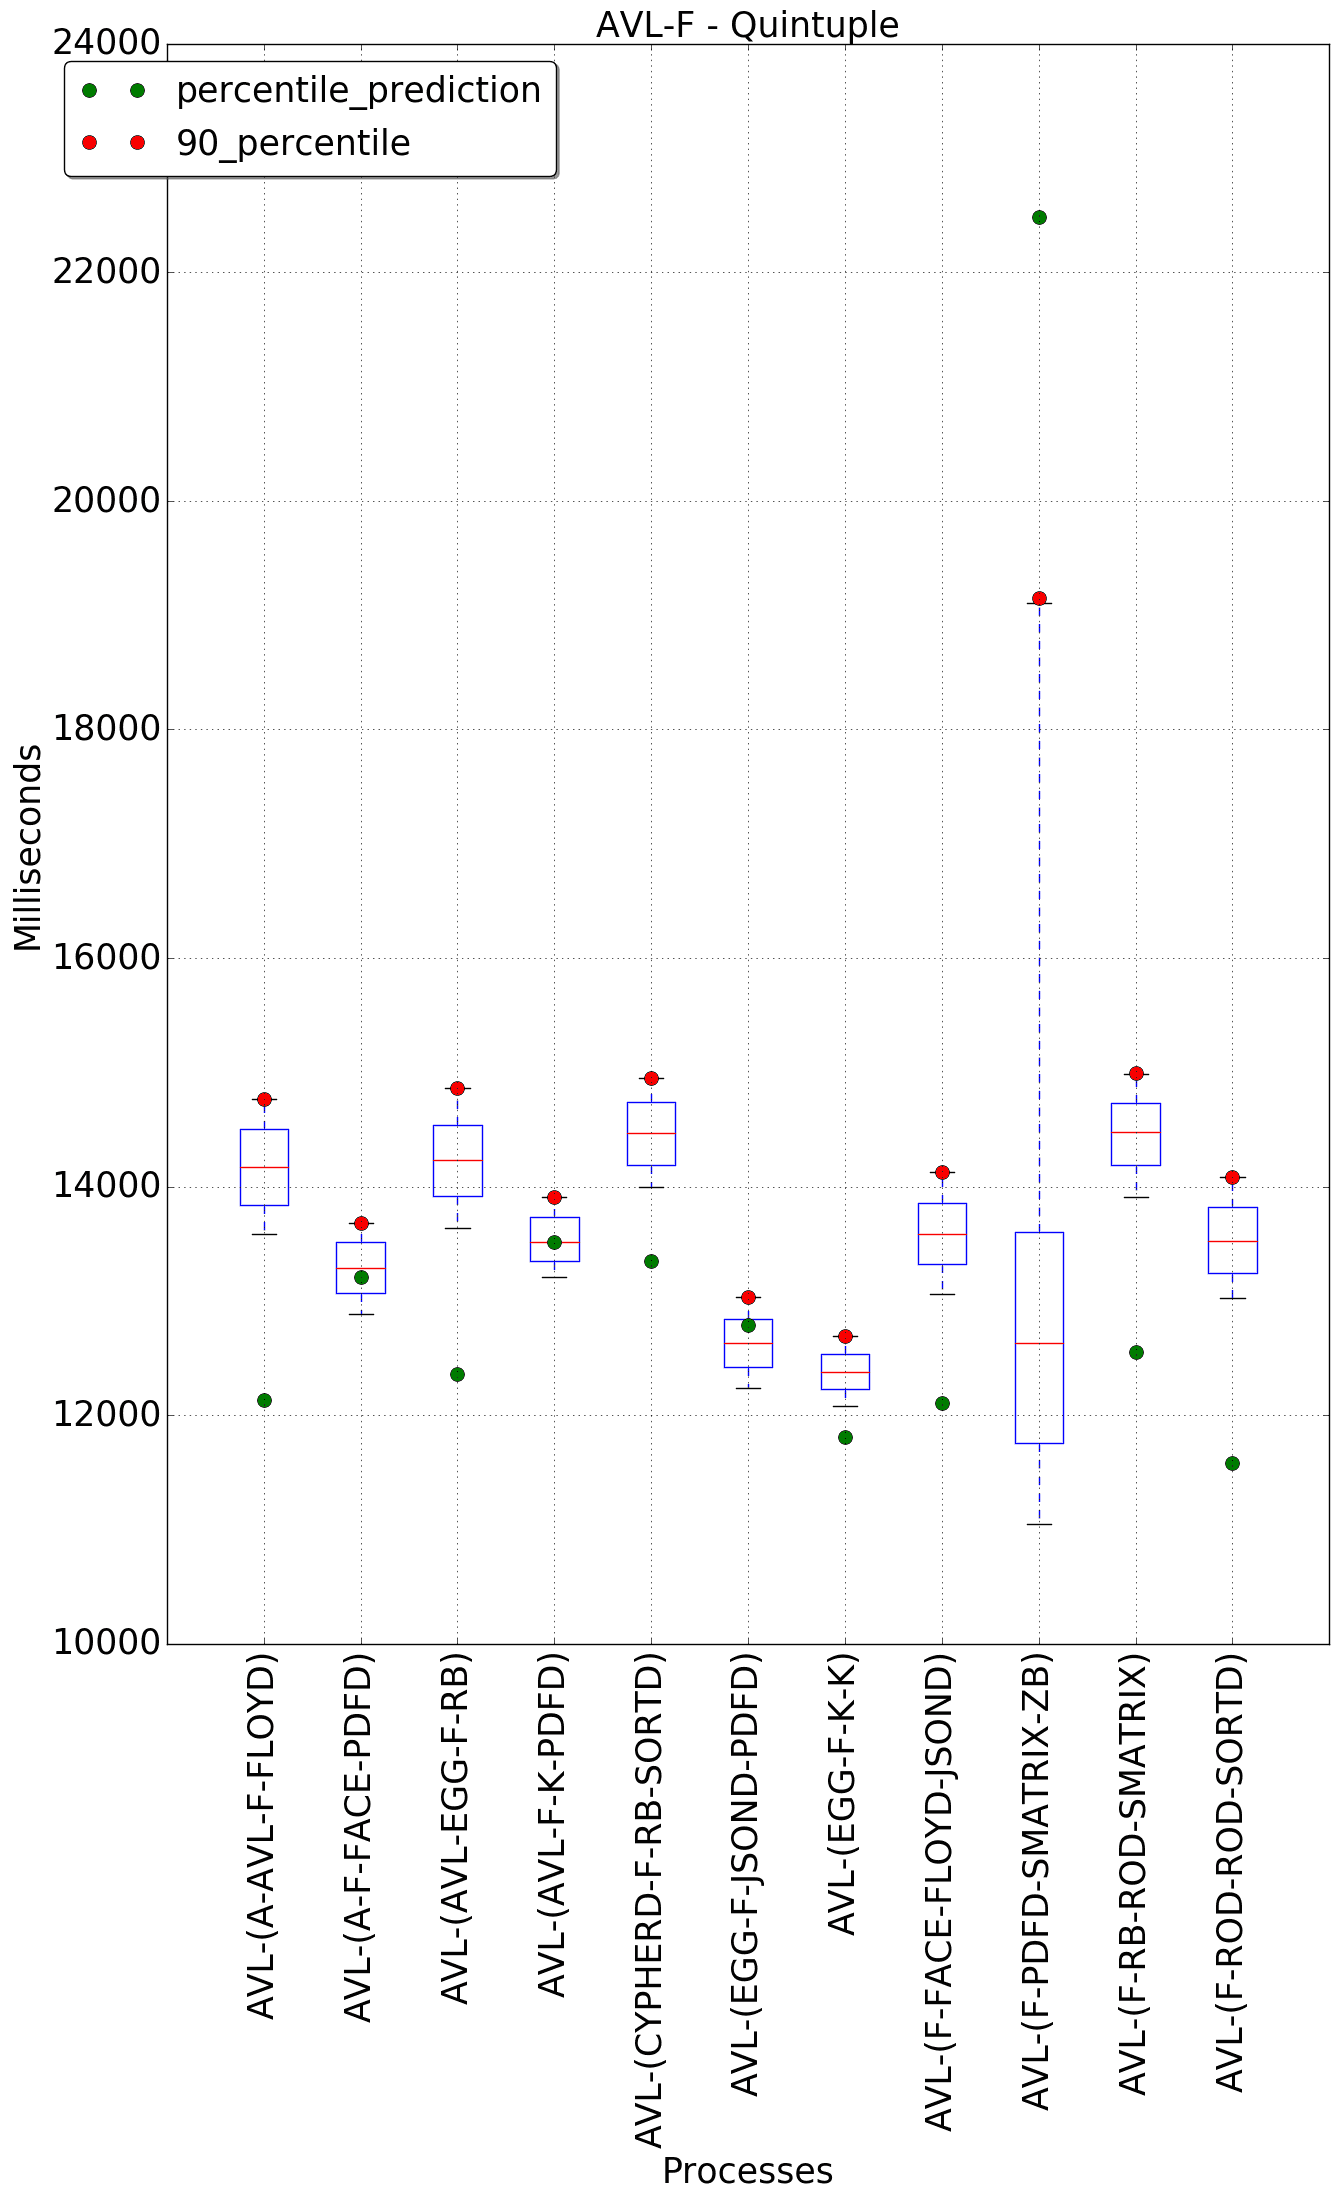 AVL-F - Quintuple
percentile_prediction
90_percentile
24000
22000
20000
18000
16000
14000
12000
10000
Milliseconds
AVL-(A-AVL-F-FLOYD)
AVL-(A-F-FACE-PDFD)
AVL-(AVL-EGG-F-RB)
AVL-(AVL-F-K-PDFD)
AVL-(CYPHERD-F-RB-SORTD)
AVL-(EGG-F-JSOND-PDFD)
AVL-(EGG-F-K-K)
AVL-(F-FACE-FLOYD-JSOND)
AVL-(F-PDFD-SMATRIX-ZB)
AVL-(F-RB-ROD-SMATRIX)
AVL-(F-ROD-ROD-SORTD)
Processes